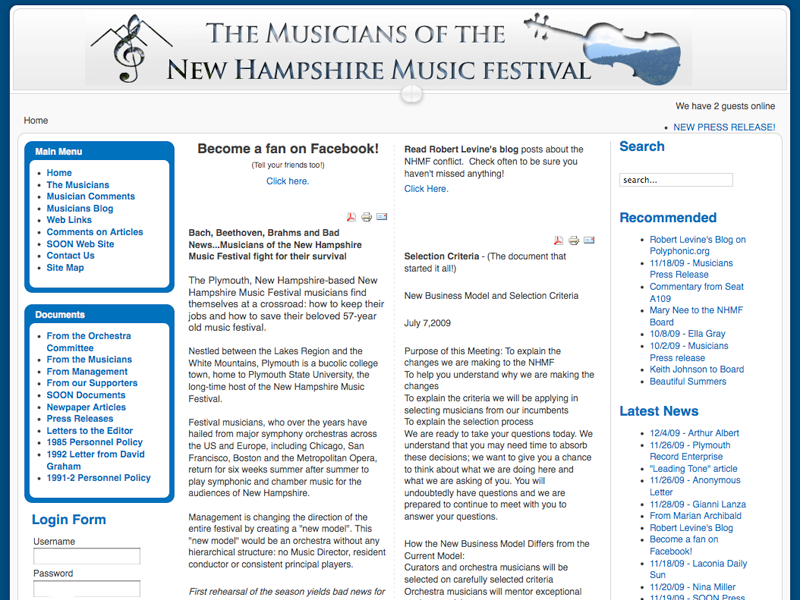 The Musicians of the
New Hampshire Music festival
We have 2 guests online
Home
NEW PRESS RELEASE!
Main Menu
Home
The Musicians
Musician Comments
Musicians Blog
Web Links
Comments on Articles
SOON Web Site
Contact Us
Site Map
Documents
From the Orchestra
Committee
From the Musicians
From Management
From our Supporters
SOON Documents
Newpaper Articles
Press Releases
Letters to the Editor
1985 Personnel Policy
1992 Letter from David
Graham
1991-2 Personnel Policy
Login Form
Username
Password
Become a fan on Facebook!
(Tell your friends too!)
Click here.
Bach, Beethoven, Brahms and Bad
News...Musicians of the New Hampshire
Music Festival fight for their survival
The Plymouth, New Hampshire-based New
Hampshire Music Festival musicians find
themselves at a crossroad: how to keep their
jobs and how to save their beloved 57-year
old music festival.
Nestled between the Lakes Region and the
White Mountains, Plymouth is a bucolic college
town, home to Plymouth State University, the
long-time host of the New Hampshire Music
Festival.
Festival musicians, who over the years have
hailed from major symphony orchestras across
the US and Europe, including Chicago, San
Francisco, Boston and the Metropolitan Opera,
return for six weeks summer after summer to
play symphonic and chamber music for the
audiences of New Hampshire.
Management is changing the direction of the
entire festival by creating a "new model". This
"new model" would be an orchestra without any
hierarchical structure: no Music Director, resident
conductor or consistent principal players.
First rehearsal of the season yields bad news for
Read Robert Levine's blog posts about the
NHMF conflict. Check often to be sure you
haven't missed anything!
Click Here.
Selection Criteria - (The document that
started it all!)
New Business Model and Selection Criteria
July 7,2009
Purpose of this Meeting: To explain the
changes we are making to the NHMF
To help you understand why we are making the
changes
To explain the criteria we will be applying in
selecting musicians from our incumbents
To explain the selection process
We are ready to take your questions today. We
understand that you may need time to absorb
these decisions; we want to give you a chance
to think about what we are doing here and
what we are asking of you. You will
undoubtedly have questions and we are
prepared to continue to meet with you to
answer your questions.
How the New Business Model Differs from the
Current Model:
Curators and orchestra musicians will be
selected on carefully selected criteria
Orchestra musicians will mentor exceptional
Search
search...
Recommended
Robert Levine's Blog on
Polyphonic.org
11/18/09 - Musicians
Press Release
Commentary from Seat
A109
Mary Nee to the NHMF
Board
10/8/09 - Ella Gray
10/2/09 - Musicians
Press release
Keith Johnson to Board
Beautiful Summers
Latest News
12/4/09 - Arthur Albert
11/26/09 - Plymouth
Record Enterprise
"Leading Tone" article
11/26/09 - Anonymous
Letter
11/28/09 - Gianni Lanza
From Marian Archibald
Robert Levine's Blog
Become a fan on
Facebook!
11/18/09 - Laconia Daily
Sun
11/20/09 - Nina Miller
11/19/09 - SOON Press